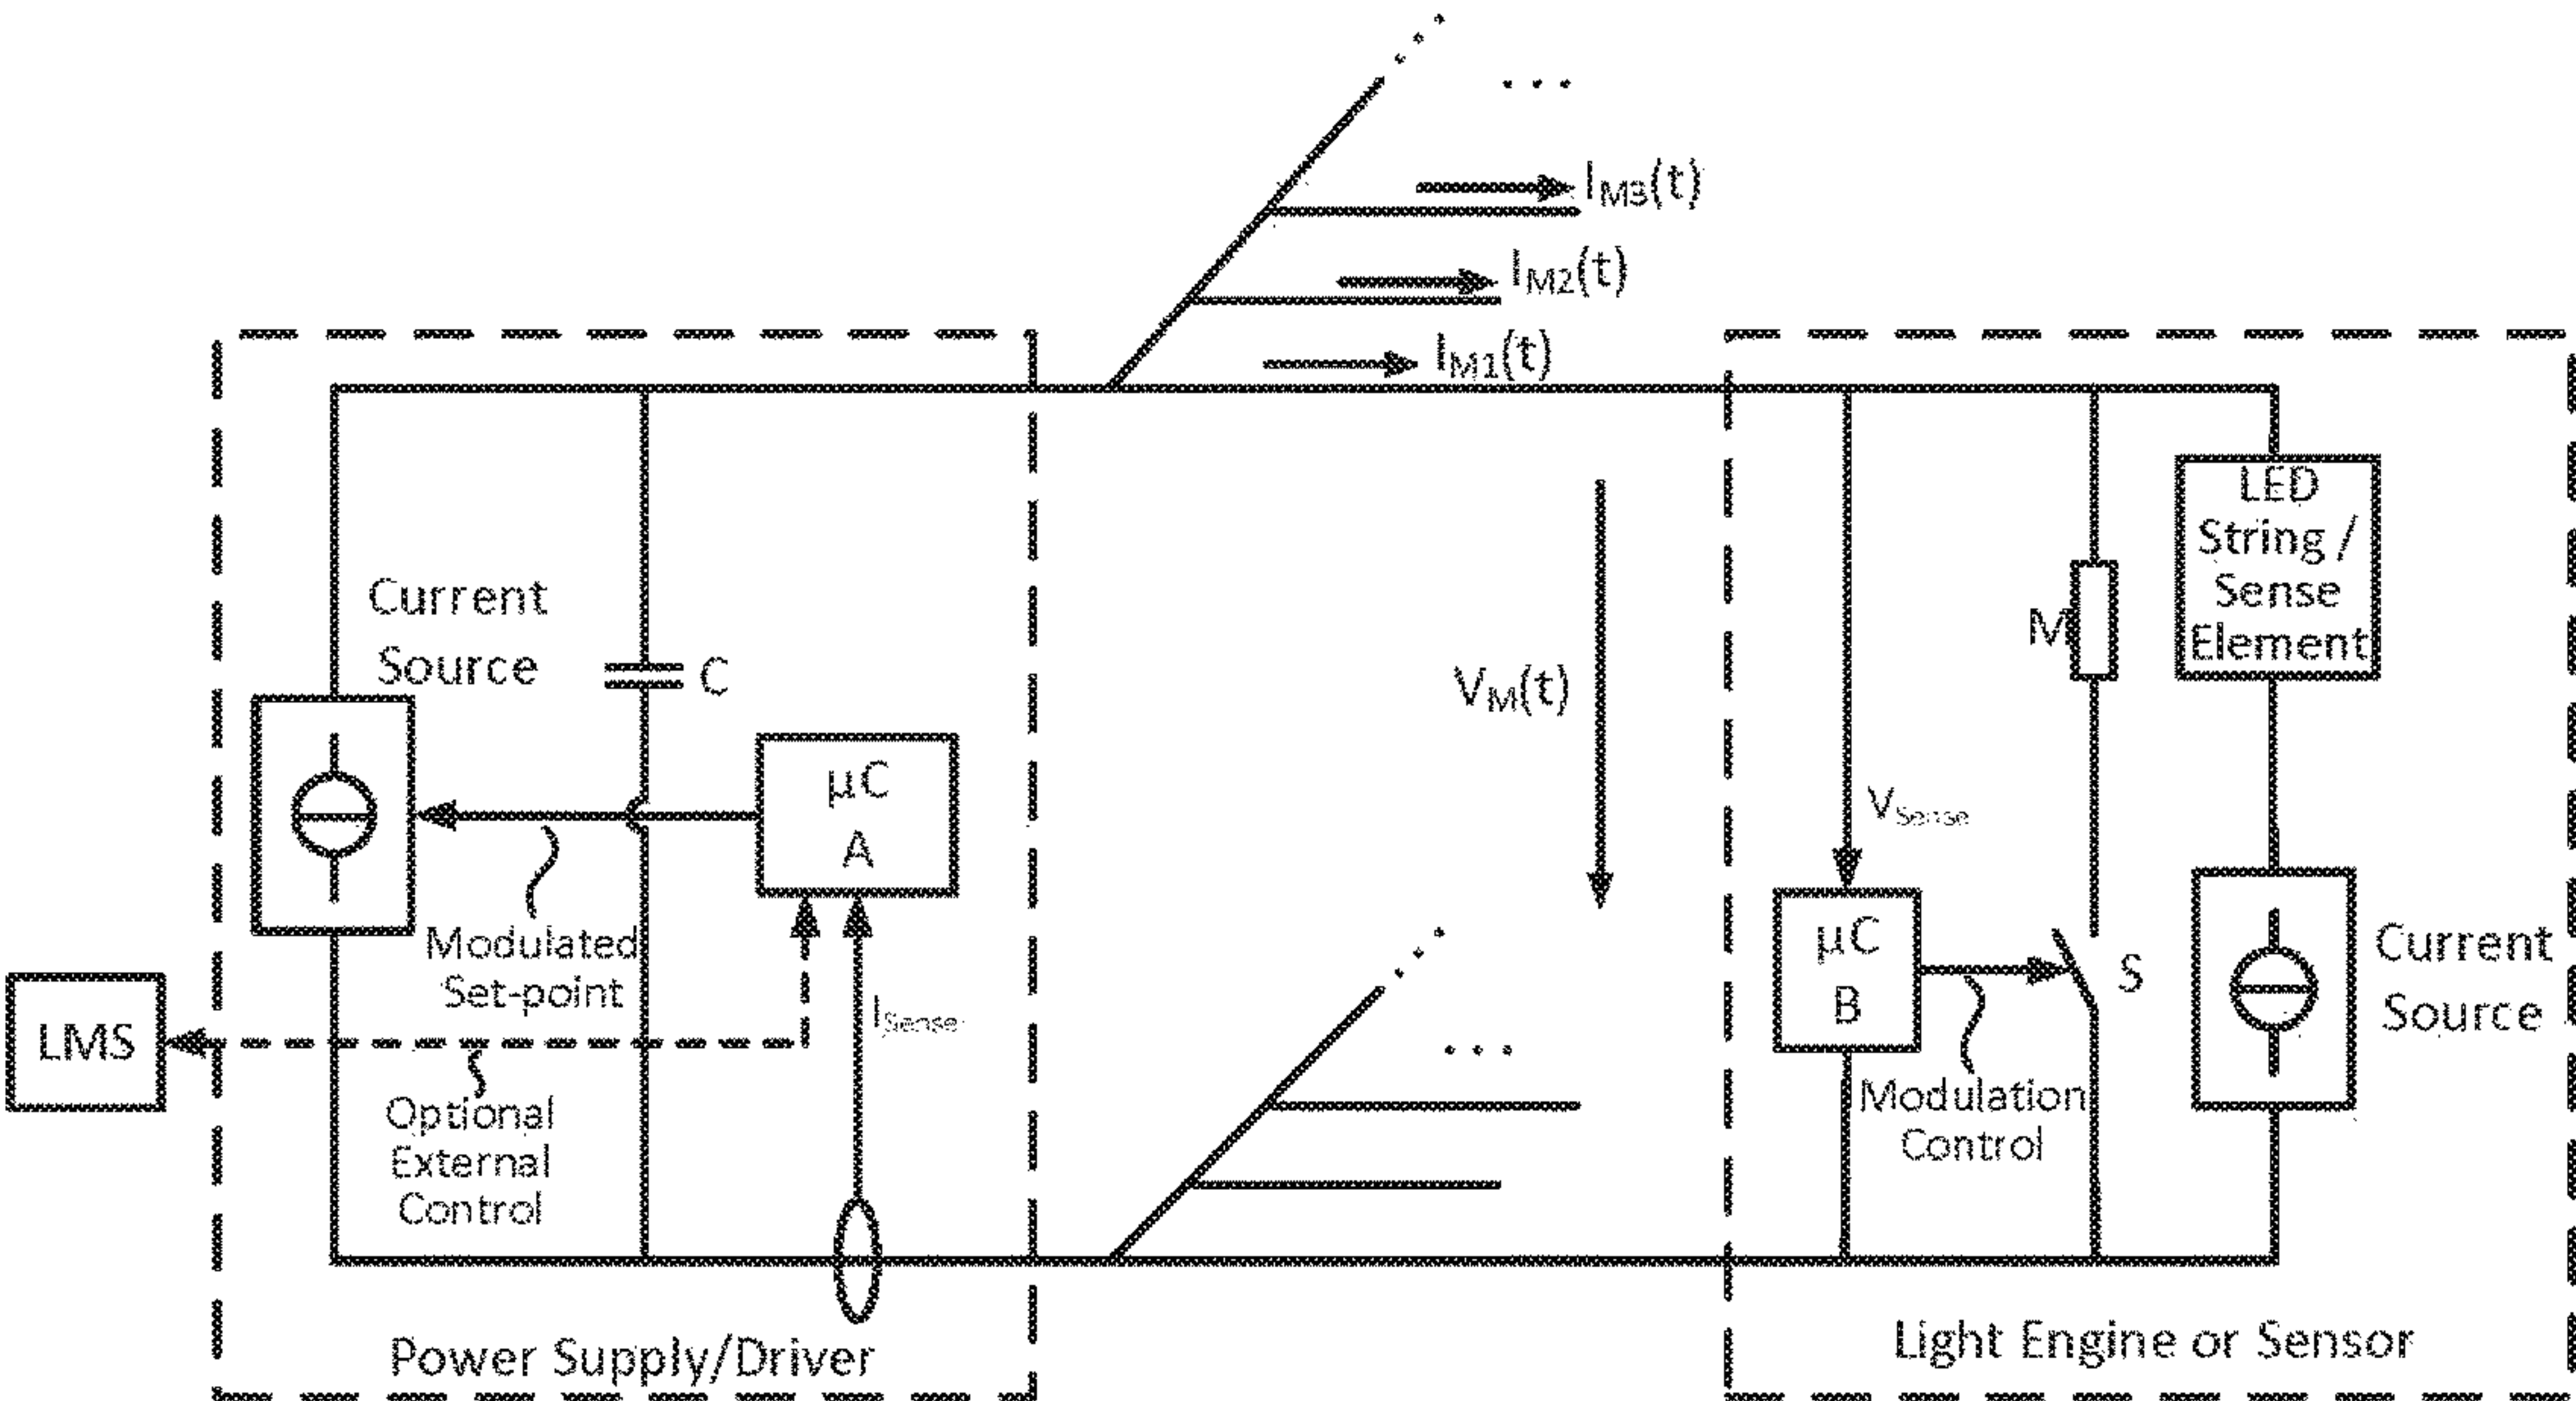 I_M3(t)
I_M2(t)
I_M1(t)
Current
Source
C
μC
A
Modulated
Set-point
LMS
I_Sense
Optional
External
Control
Power Supply/Driver
V_M(t)
LED
String /
Sense
Element
M
V_Sense
μC
B
S
Current
Source
Modulation
Control
Light Engine or Sensor